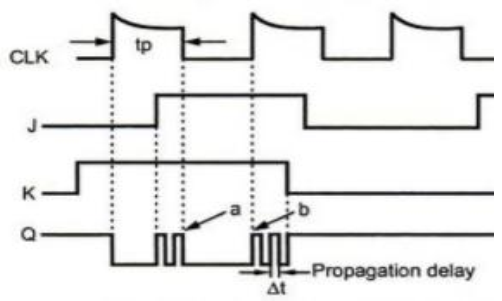 tp
CLK
J
K
a
b
Q
Propagation delay
Δt